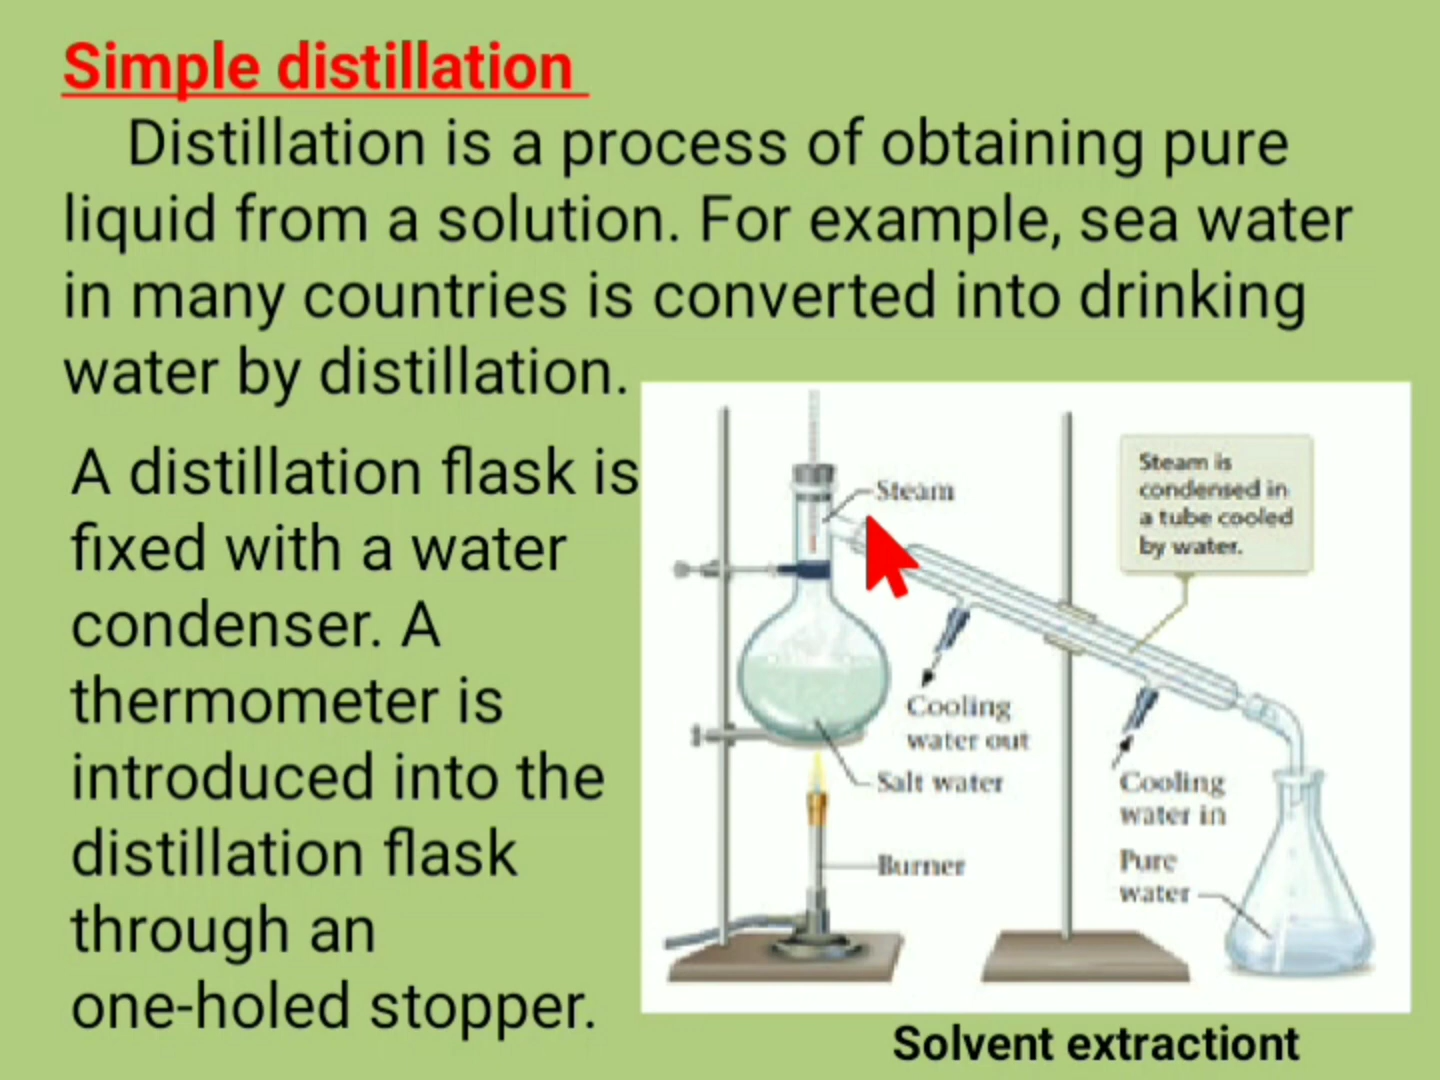 Simple distillation
Distillation is a process of obtaining pure
liquid from a solution. For example, sea water
in many countries is converted into drinking
water by distillation.
A distillation flask is
fixed with a water
condenser. A
thermometer is
introduced into the
distillation flask
through an
one-holed stopper.
Steam
Steam is
condensed in
a tube cooled
by water.
Cooling
water out
Salt water
Cooling
water in
Burner
Pure
water
Solvent extractiont